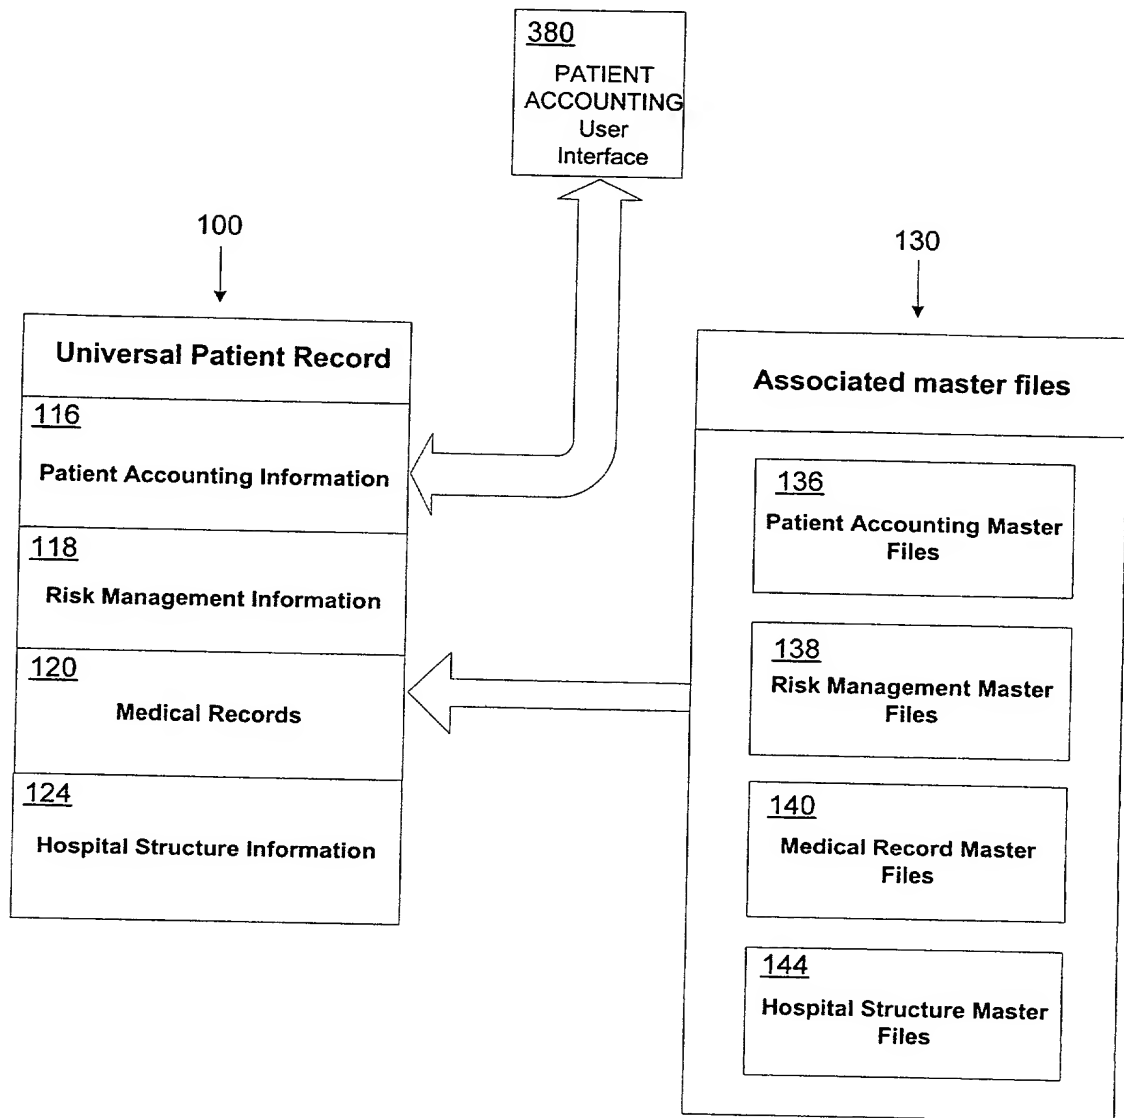 380
PATIENT
ACCOUNTING
User
Interface
100
130
Universal Patient Record
116
Patient Accounting Information
118
Risk Management Information
120
Medical Records
124
Hospital Structure Information
Associated master files
136
Patient Accounting Master
Files
138
Risk Management Master
Files
140
Medical Record Master
Files
144
Hospital Structure Master
Files